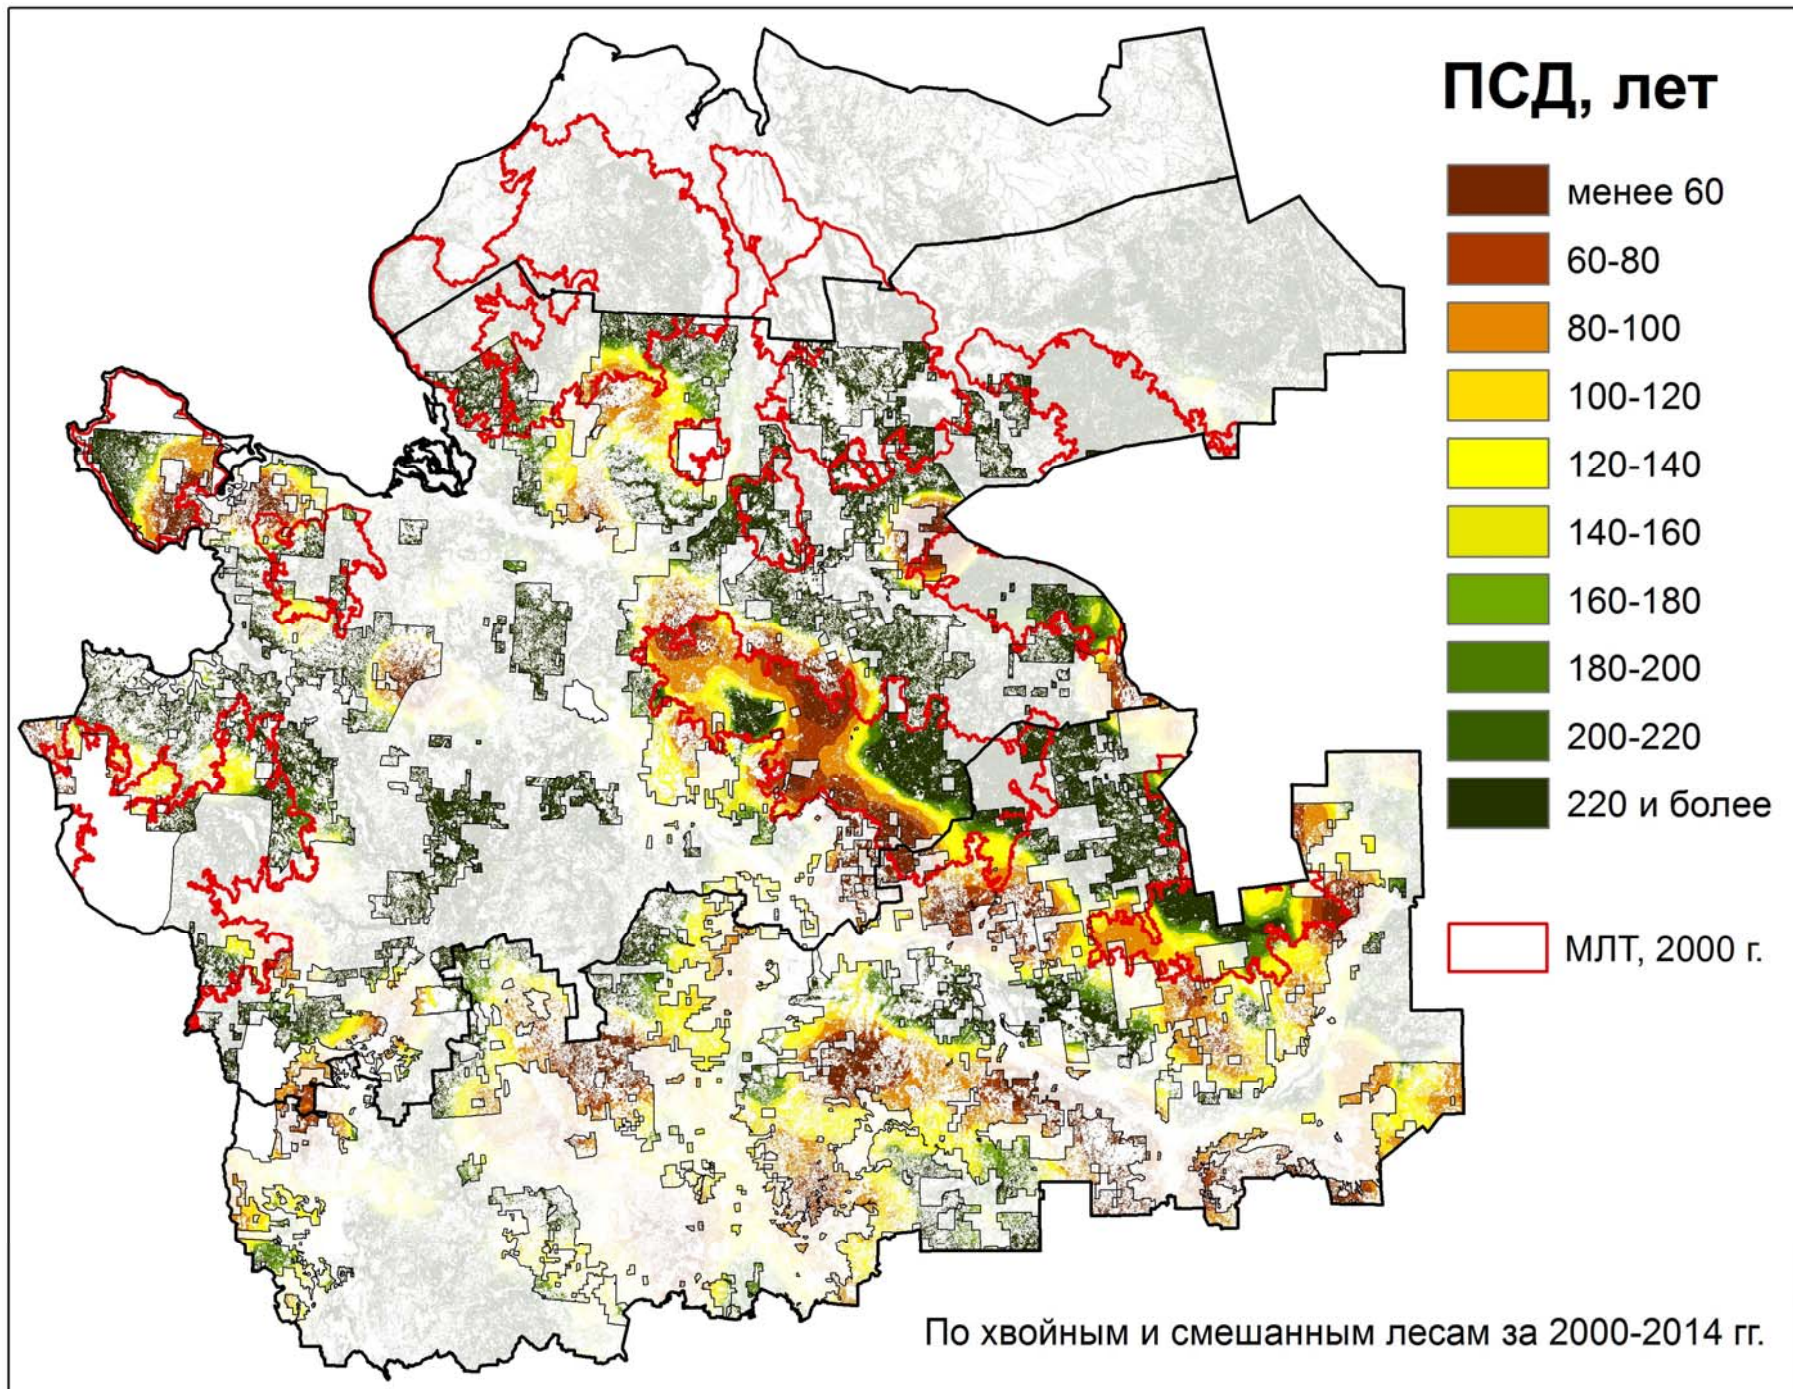 ПСД, лет
менее 60
60-80
80-100
100-120
120-140
140-160
160-180
180-200
200-220
220 и более
МЛТ, 2000 г.
По хвойным и смешанным лесам за 2000-2014 гг.